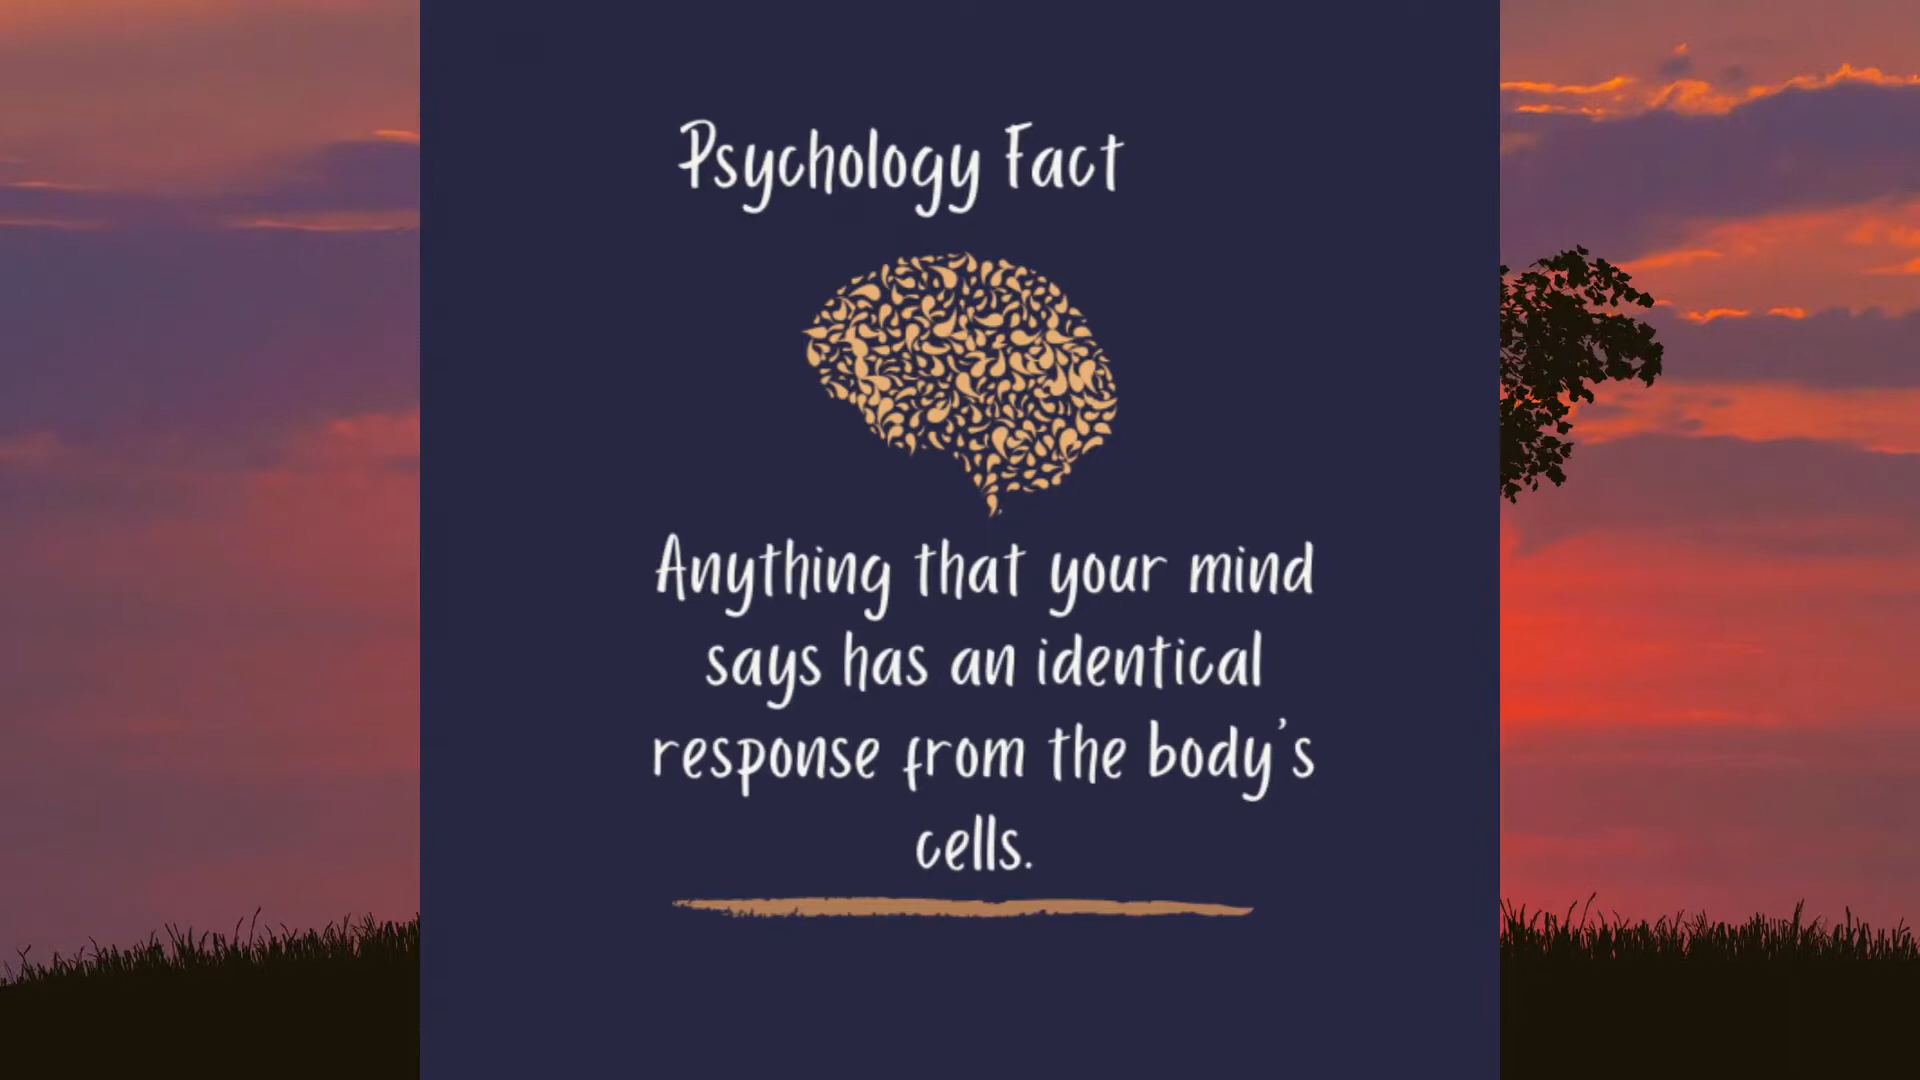 Psychology Fact
Anything that your mind
says has an identical
response from the body's
cells.